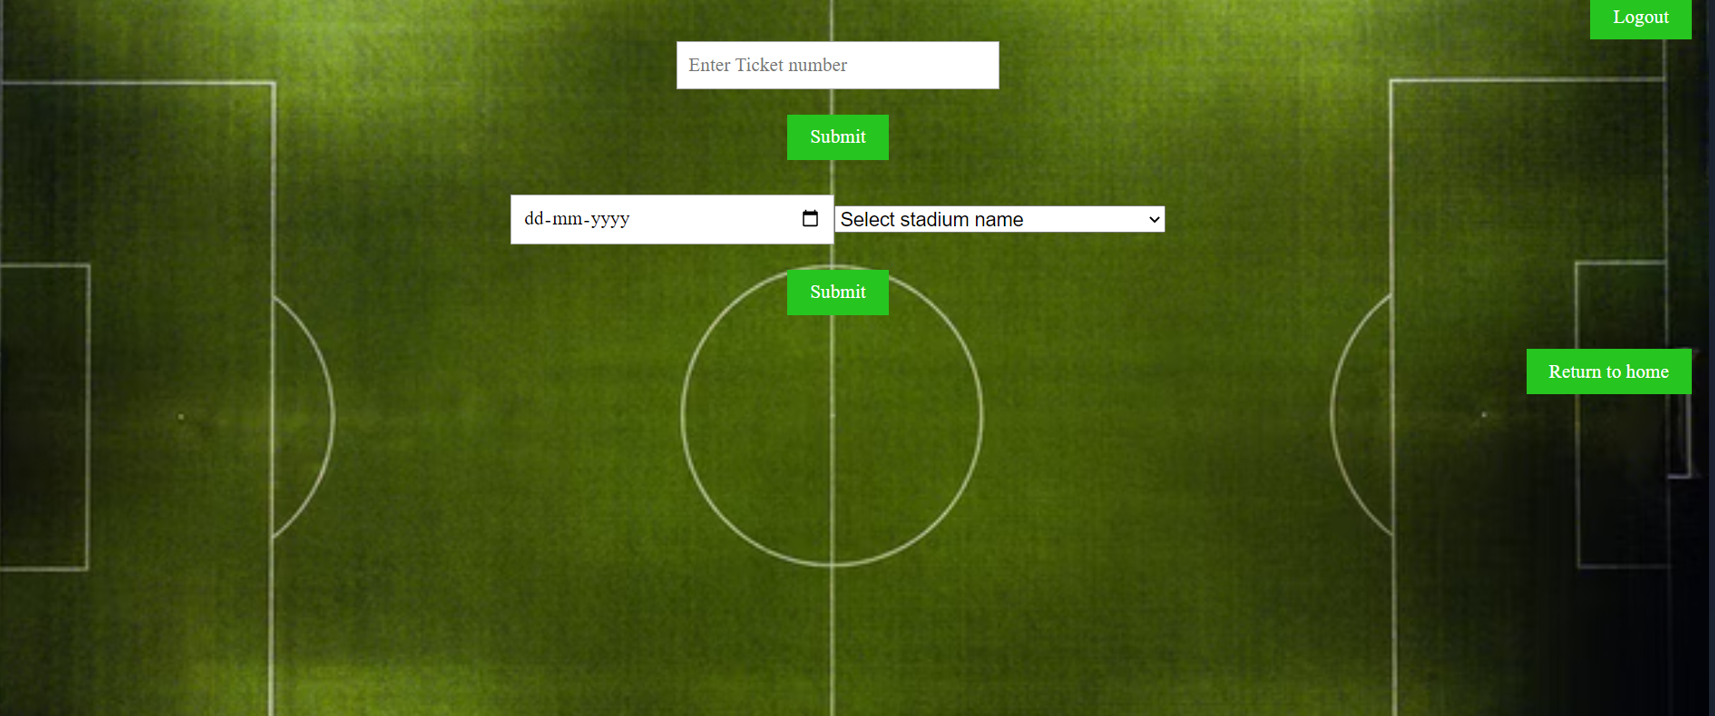 Logout
Enter Ticket number
Submit
dd-mm-yyyy
Select stadium name
Submit
Return to home